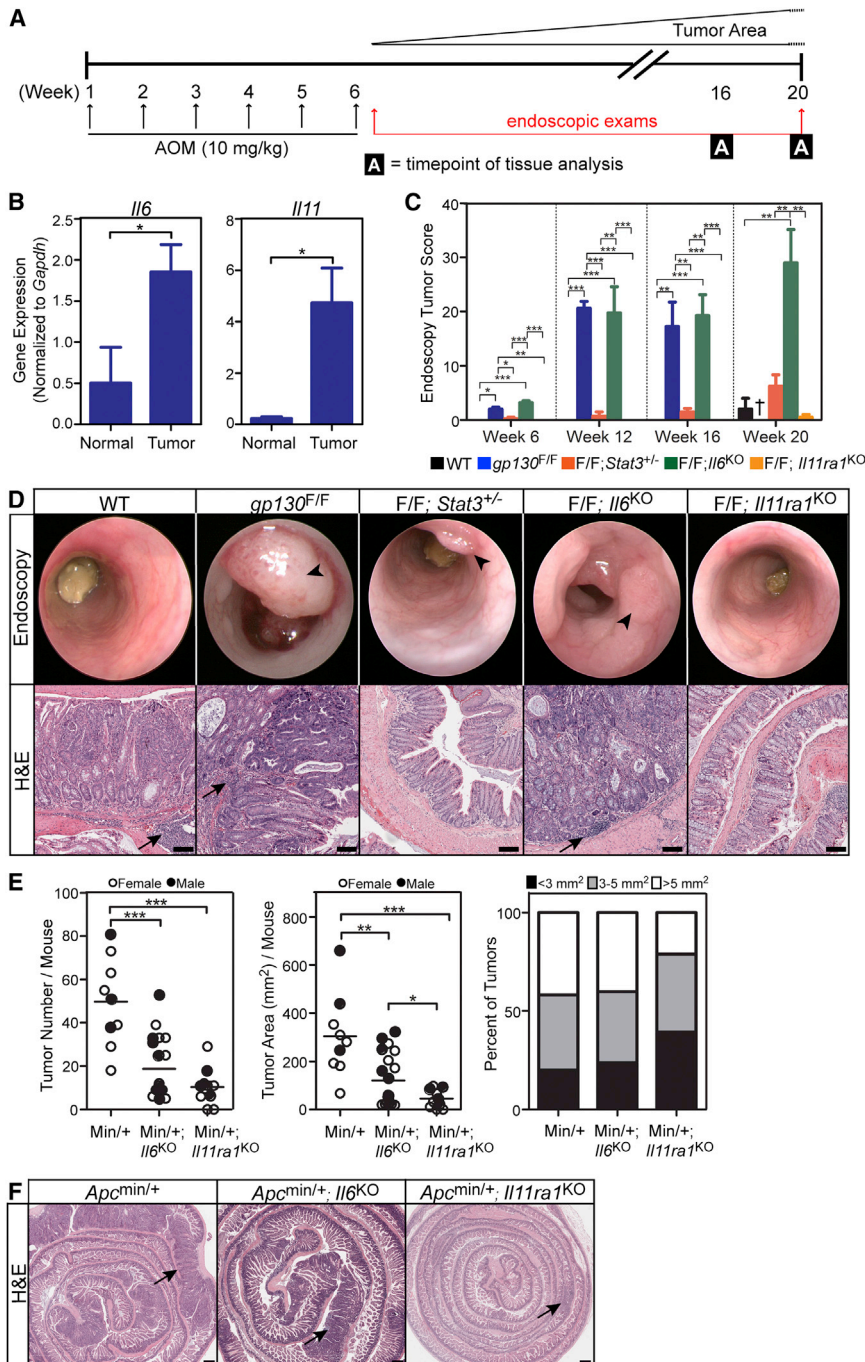 A
Tumor Area
(Week)
1 2 3 4 5 6 16 20
endoscopic exams
AOM (10 mg/kg)
A A
A = timepoint of tissue analysis
B
Il6
Il11
Gene Expression
(Normalized to Gapdh)
2.5
2.0
1.5
1.0
0.5
0.0
*
Normal Tumor
8
6
4
2
0
*
Normal Tumor
C
Endoscopy Tumor Score
40
30
20
10
0
* *** * ** *** ***
*** *** *** *** ** ***
** *** ** *** ** ***
** ** ** †
Week 6 Week 12 Week 16 Week 20
WT gp130F/F F/F;Stat3+/- F/F;Il6KO F/F; Il11ra1KO
D
WT gp130F/F F/F; Stat3+/- F/F; Il6KO F/F; Il11ra1KO
Endoscopy
H&E
E
Female Male
Tumor Number / Mouse
100
80
60
40
20
0
***
***
Min/+ Min/+; Min/+;
Il6KO Il11ra1KO
Female Male
Tumor Area (mm2) / Mouse
800
600
400
200
0
***
**
*
Min/+ Min/+; Min/+;
Il6KO Il11ra1KO
<3 mm2 3-5 mm2 >5 mm2
Percent of Tumors
100
50
0
Min/+ Min/+; Min/+;
Il6KO Il11ra1KO
F
Apcmin/+ Apcmin/+; Il6KO Apcmin/+; Il11ra1KO
H&E